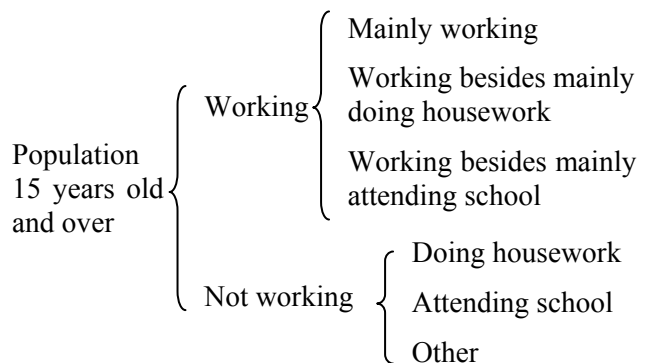 Population
15 years old
and over
Working
Mainly working
Working besides mainly
doing housework
Working besides mainly
attending school
Not working
Doing housework
Attending school
Other